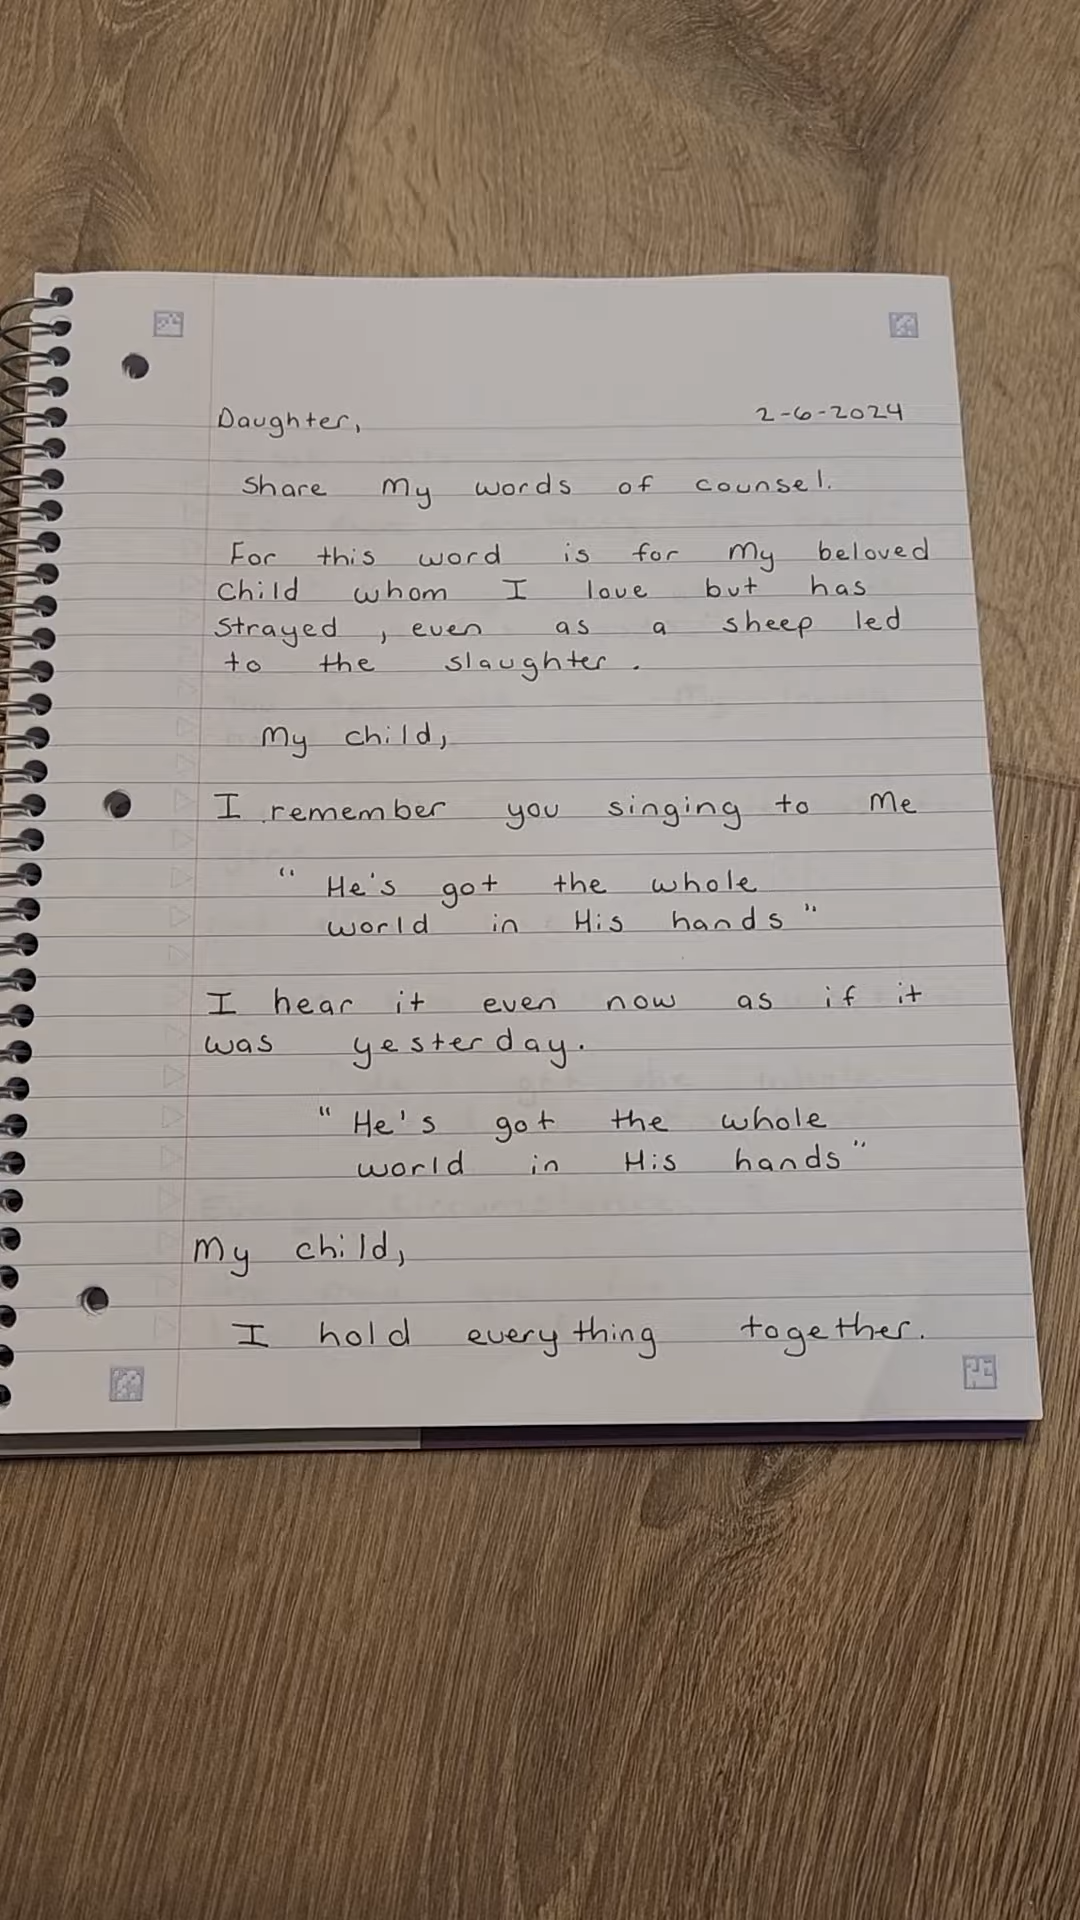 Daughter, 2-6-2024
Share My words of counsel.
For this word is for My beloved
child whom I love but has
strayed, even as a sheep led
to the slaughter.
My child,
I remember you singing to Me
"He's got the whole
world in His hands"
I hear it even now as if it
was yesterday.
"He's got the whole
world in His hands"
My child,
I hold everything together.